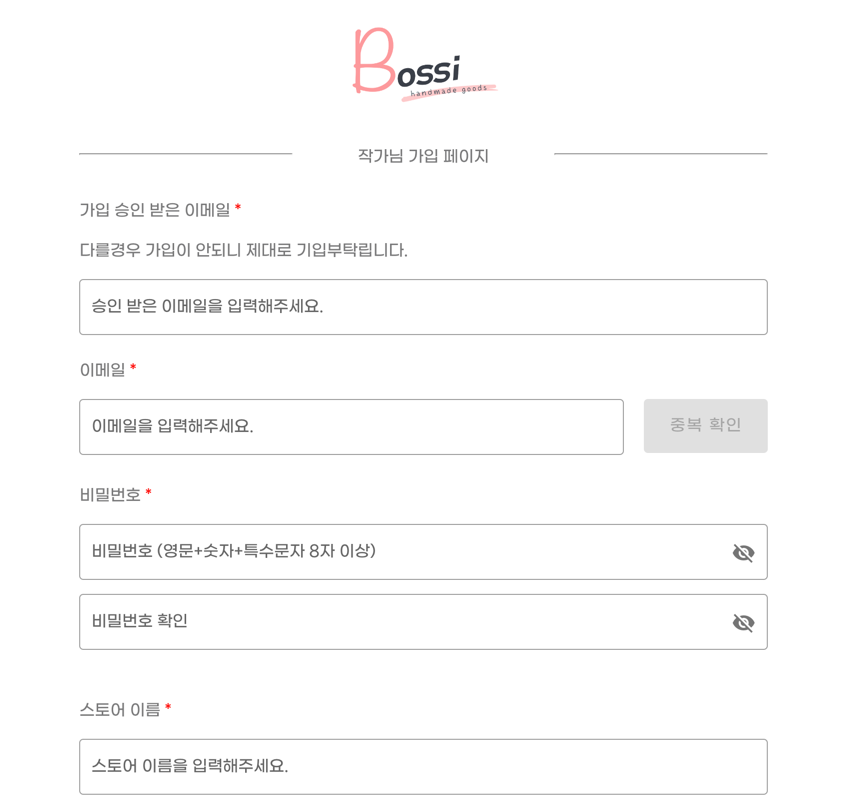 Bossi
handmade goods
작가님 가입 페이지
가입 승인 받은 이메일 *
다를경우 가입이 안되니 제대로 기입부탁립니다.
승인 받은 이메일을 입력해주세요.
이메일 *
이메일을 입력해주세요.
중복 확인
비밀번호 *
비밀번호 (영문+숫자+특수문자 8자 이상)
비밀번호 확인
스토어 이름 *
스토어 이름을 입력해주세요.